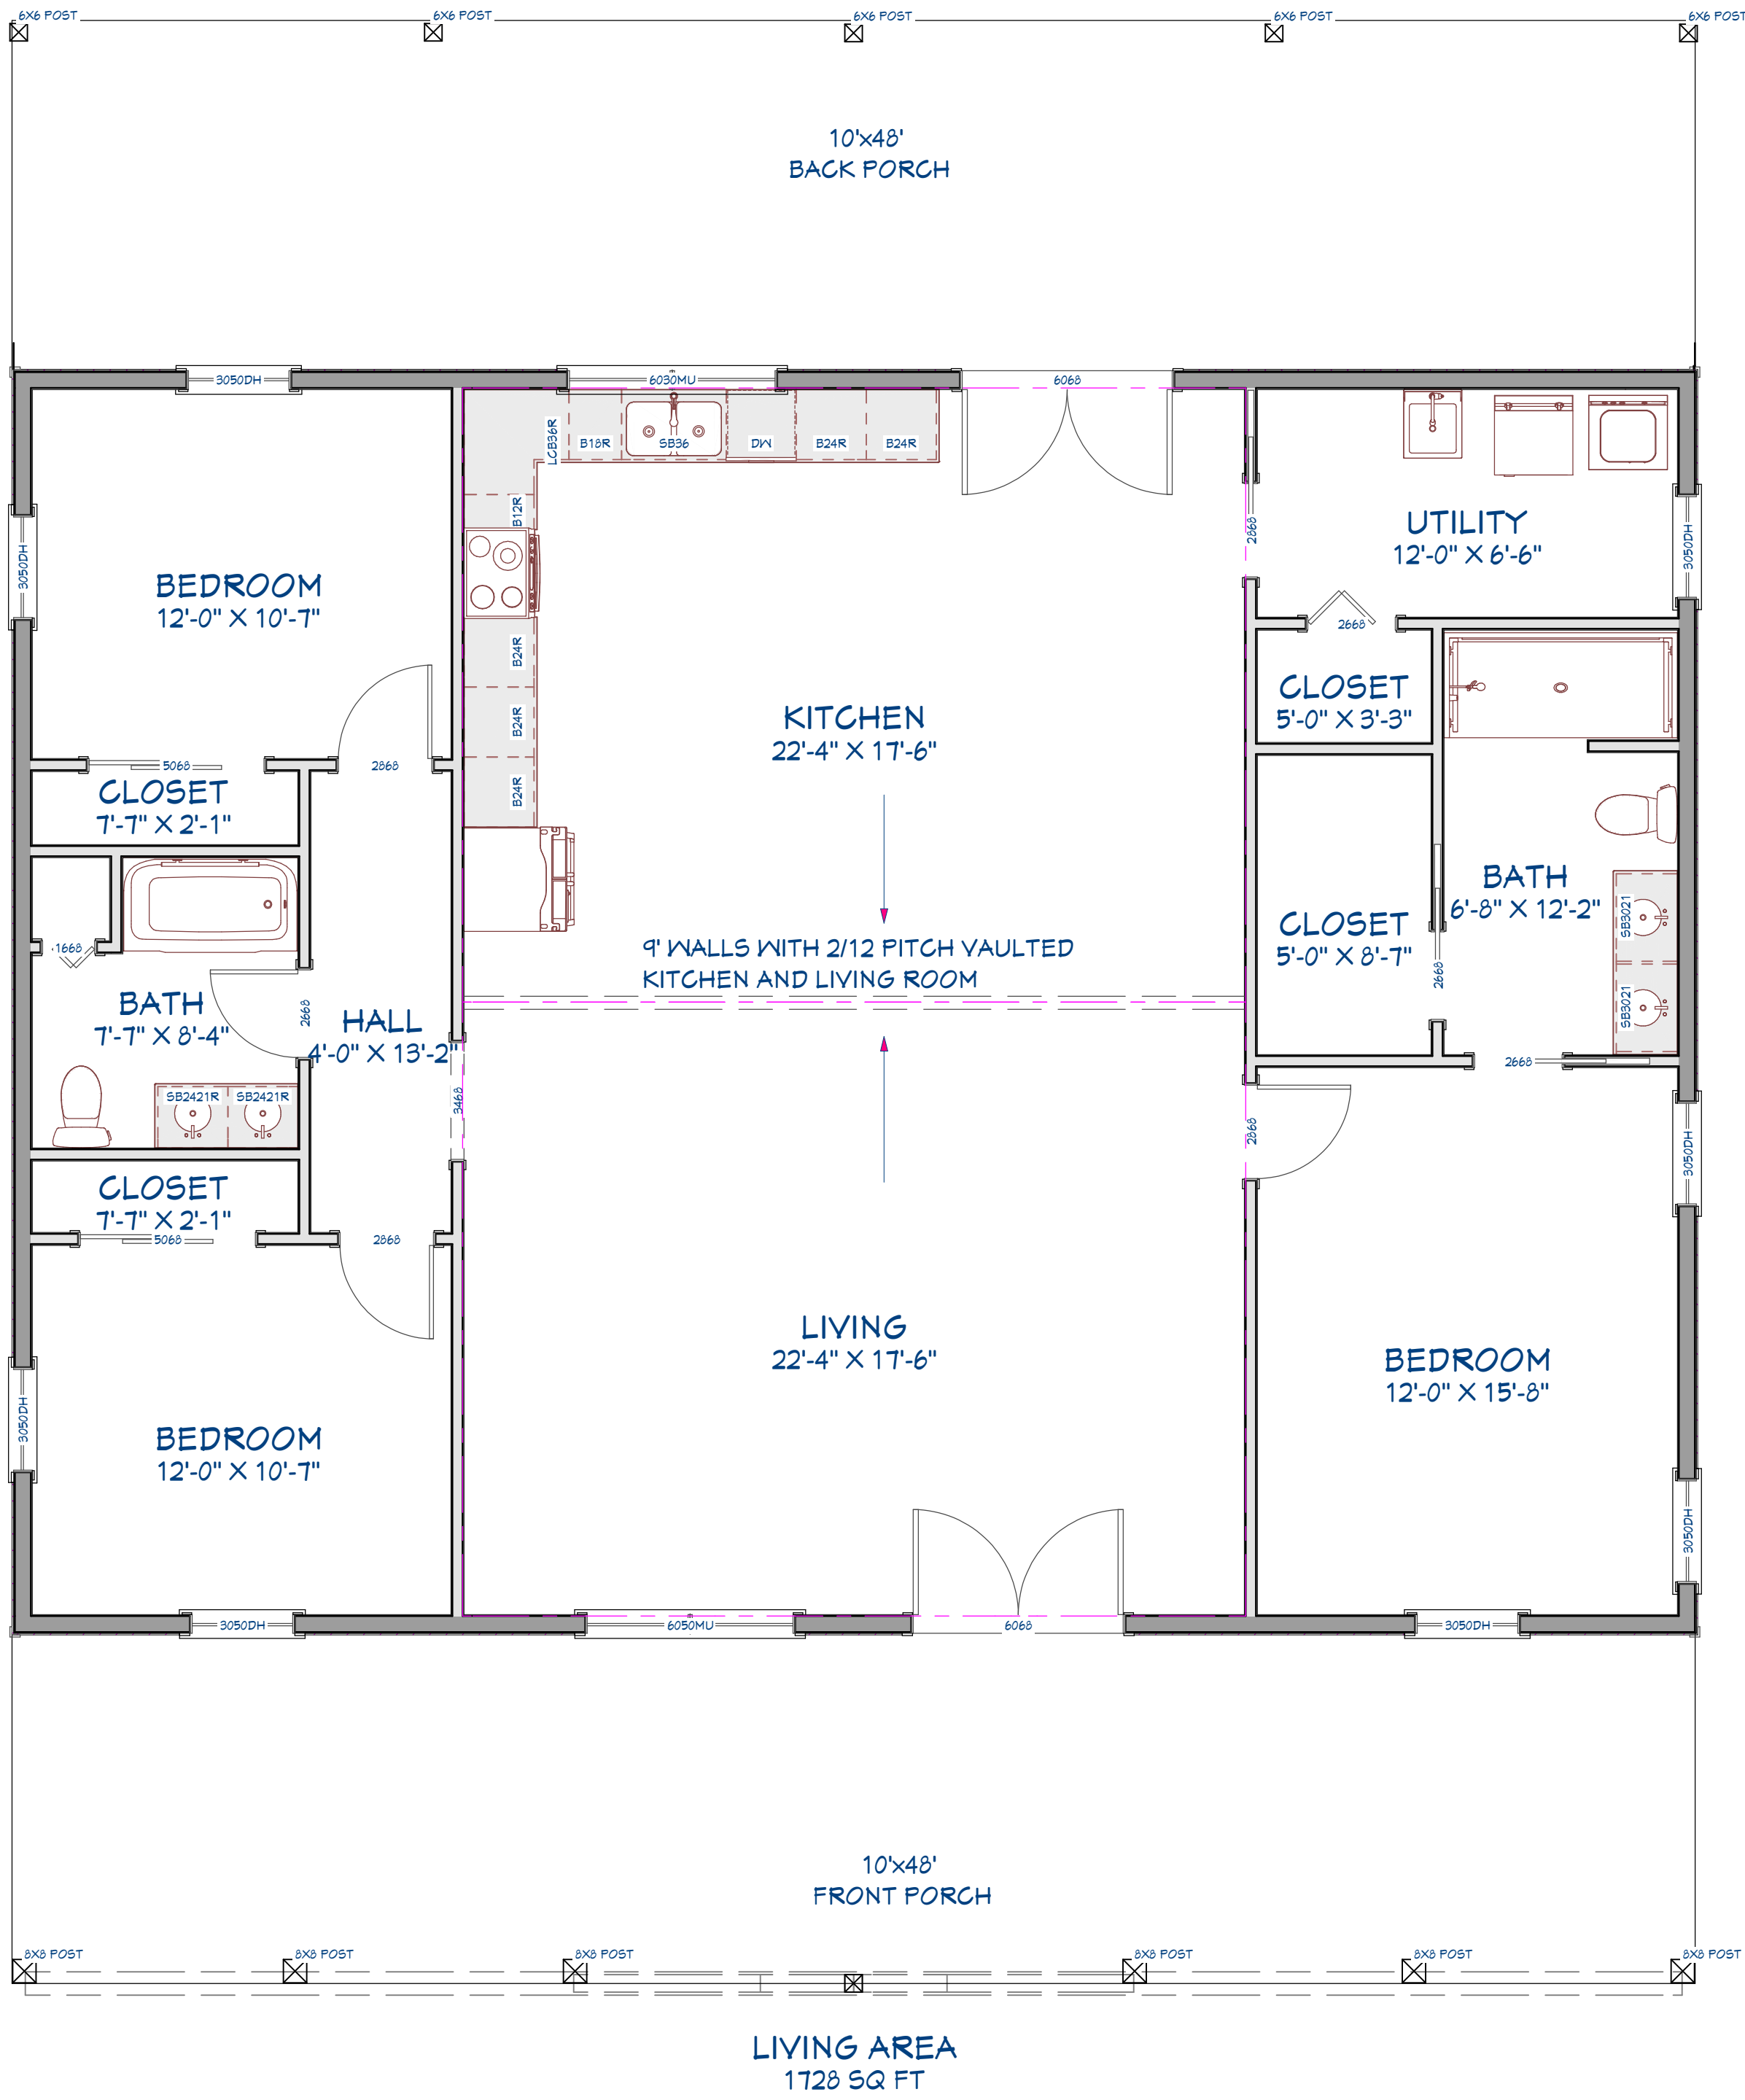 6X6 POST
6X6 POST
6X6 POST
6X6 POST
6X6 POST
10'x48'
BACK PORCH
3050DH
6030MU
6068
LCB36R
B18R
SB36
DW
B24R
B24R
B12R
2868
UTILITY
12'-0" X 6'-6"
3050DH
3050DH
BEDROOM
12'-0" X 10'-7"
2668
B24R
B24R
B24R
KITCHEN
22'-4" X 17'-6"
CLOSET
5'-0" X 3'-3"
5068
2868
CLOSET
7'-7" X 2'-1"
BATH
6'-8" X 12'-2"
SB3021
SB3021
CLOSET
5'-0" X 8'-7"
2668
1668
9' WALLS WITH 2/12 PITCH VAULTED
KITCHEN AND LIVING ROOM
BATH
7'-7" X 8'-4"
2668
HALL
4'-0" X 13'-2"
2668
SB2421R
SB2421R
3468
2868
3050DH
CLOSET
7'-7" X 2'-1"
5068
2868
LIVING
22'-4" X 17'-6"
BEDROOM
12'-0" X 15'-8"
3050DH
BEDROOM
12'-0" X 10'-7"
3050DH
3050DH
6050MU
6068
3050DH
10'x48'
FRONT PORCH
8X8 POST
8X8 POST
8X8 POST
8X8 POST
8X8 POST
8X8 POST
LIVING AREA
1728 SQ FT